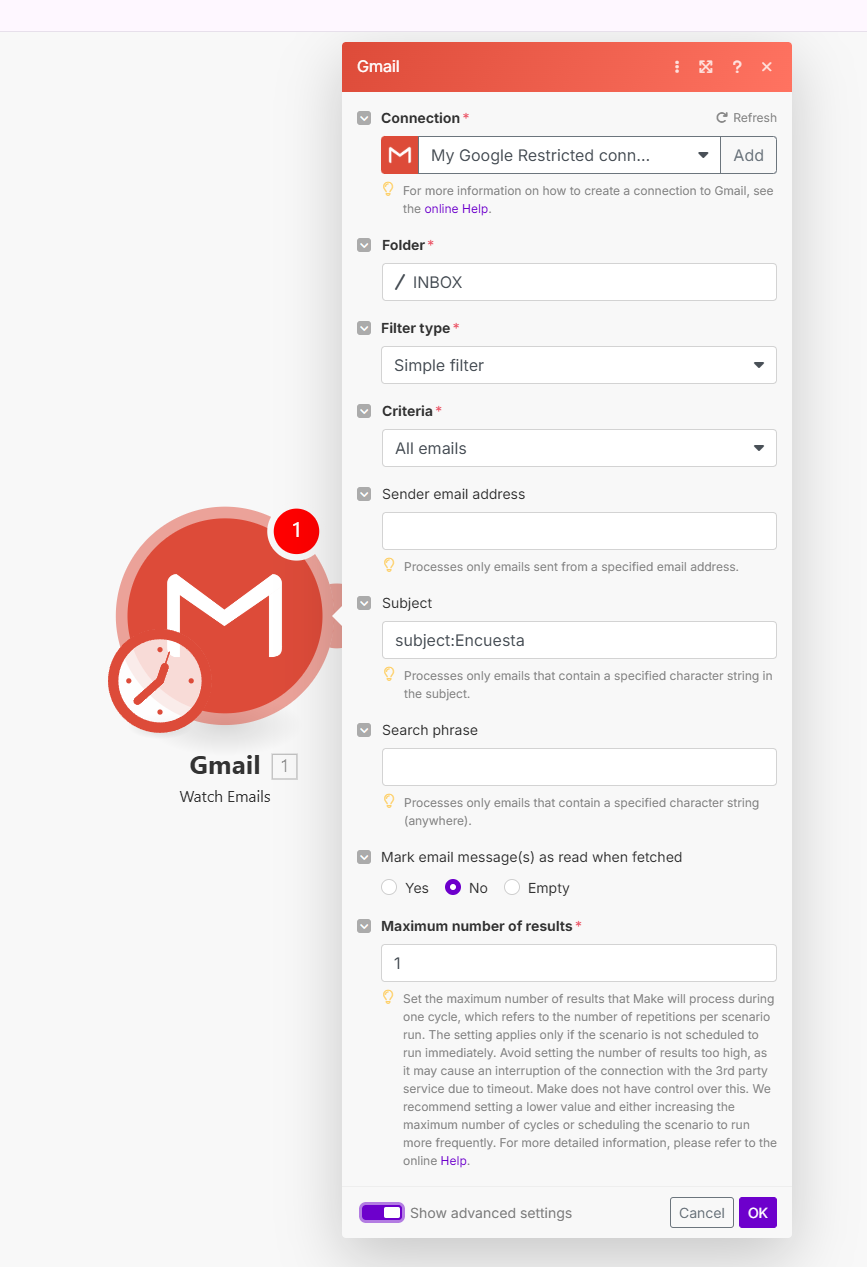 Gmail
Connection *
Refresh
My Google Restricted conn...
Add
For more information on how to create a connection to Gmail, see
the online Help.
Folder *
/ INBOX
Filter type *
Simple filter
Criteria *
All emails
Sender email address
Processes only emails sent from a specified email address.
Subject
subject:Encuesta
Processes only emails that contain a specified character string in
the subject.
Search phrase
Processes only emails that contain a specified character string
(anywhere).
Mark email message(s) as read when fetched
Yes No Empty
Maximum number of results *
1
Set the maximum number of results that Make will process during
one cycle, which refers to the number of repetitions per scenario
run. The setting applies only if the scenario is not scheduled to
run immediately. Avoid setting the number of results too high, as
it may cause an interruption of the connection with the 3rd party
service due to timeout. Make does not have control over this. We
recommend setting a lower value and either increasing the
maximum number of cycles or scheduling the scenario to run
more frequently. For more detailed information, please refer to the
online Help.
Show advanced settings
Cancel
OK
1
Gmail 1
Watch Emails